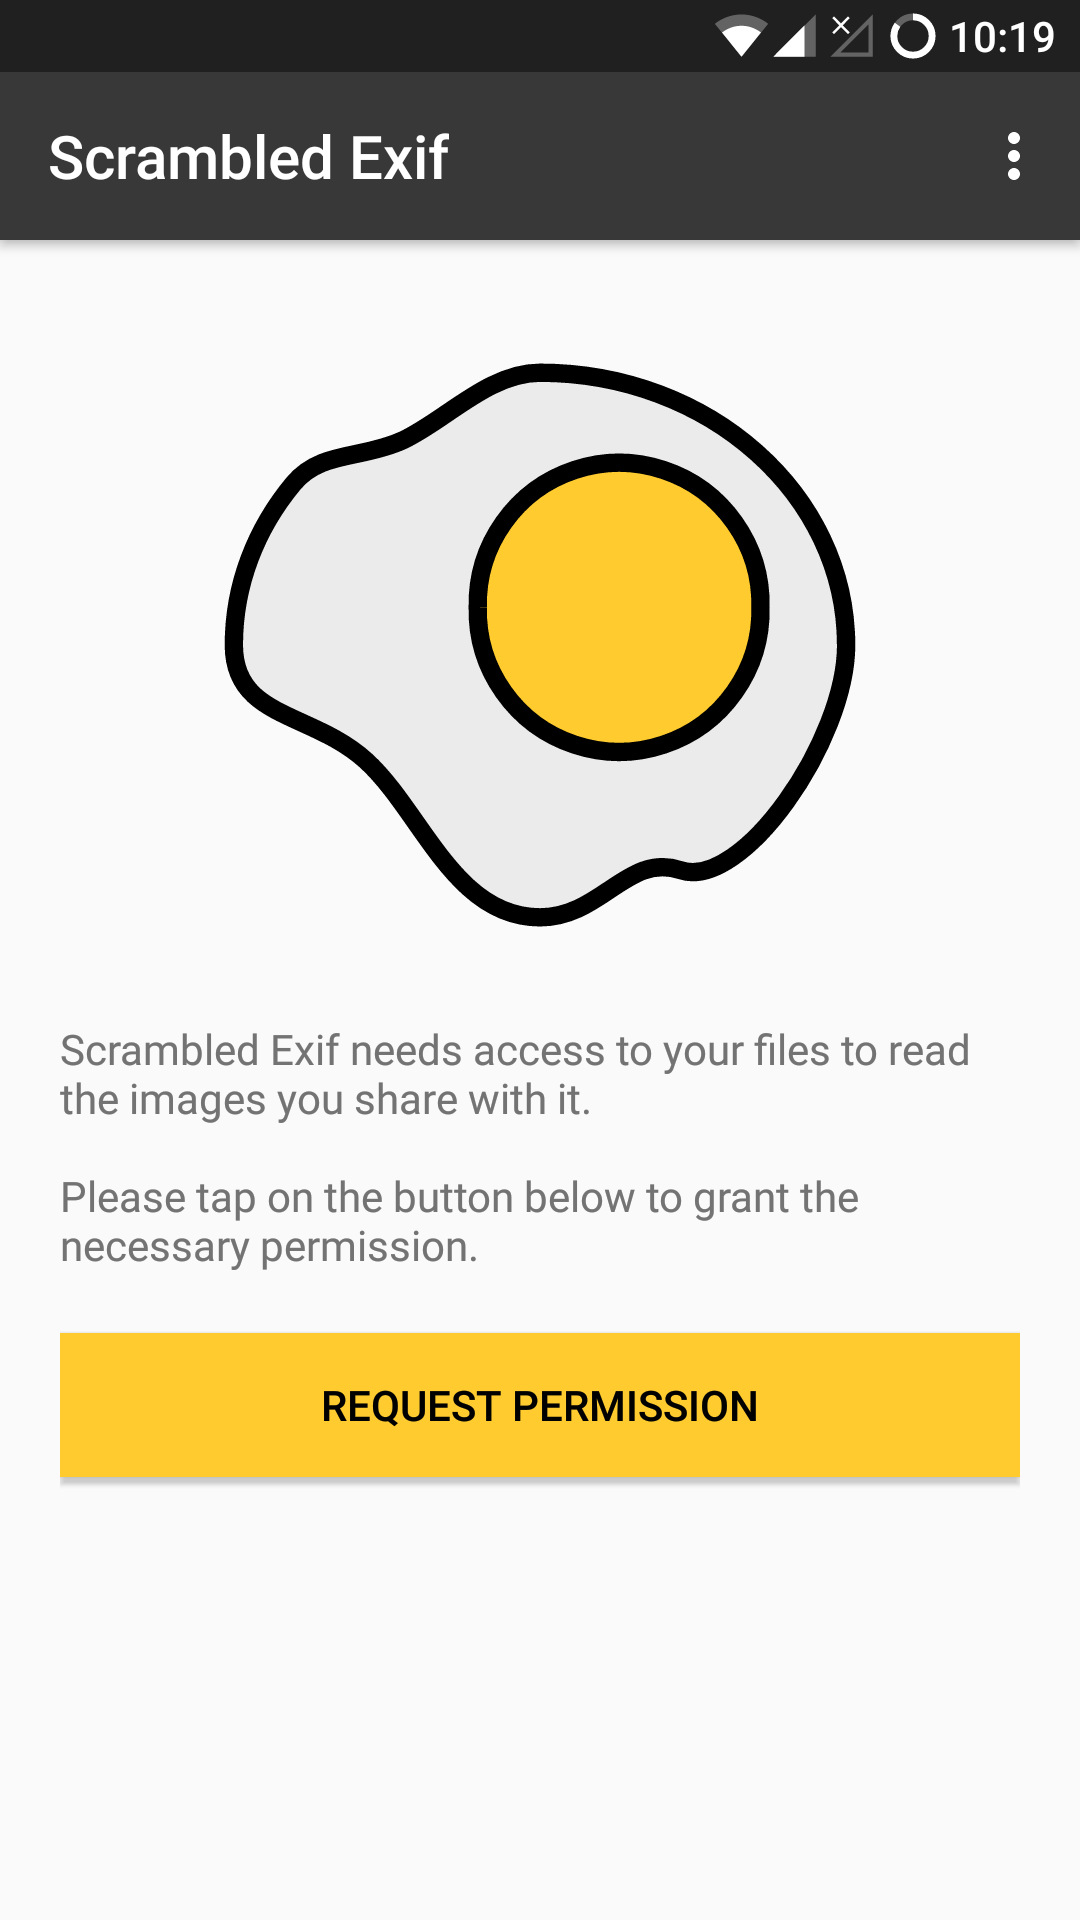 10:19
Scrambled Exif
Scrambled Exif needs access to your files to read
the images you share with it.
Please tap on the button below to grant the
necessary permission.
REQUEST PERMISSION